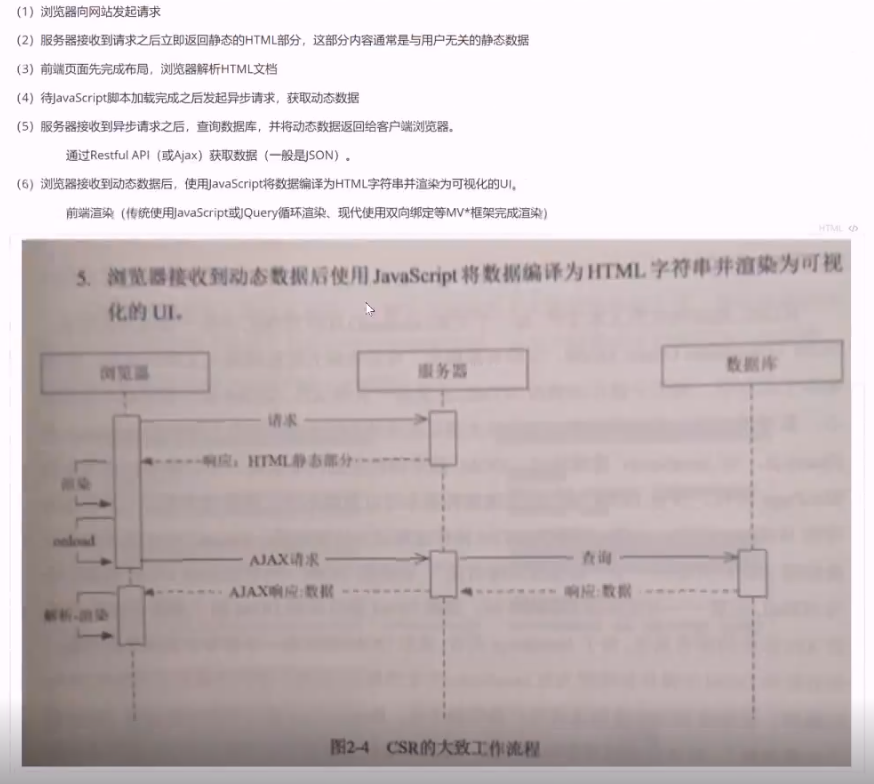 （1）浏览器向网站发起请求
（2）服务器接收到请求之后立即返回静态的HTML部分，这部分内容通常是与用户无关的静态数据
（3）前端页面先完成布局，浏览器解析HTML文档
（4）待JavaScript脚本加载完成之后发起异步请求，获取动态数据
（5）服务器接收到异步请求之后，查询数据库，并将动态数据返回给客户端浏览器。
通过Restful API（或Ajax）获取数据（一般是JSON）。
（6）浏览器接收到动态数据后，使用JavaScript将数据编译为HTML字符串并渲染为可视化的UI。
前端渲染（传统使用JavaScript或JQuery循环渲染、现代使用双向绑定等MV*框架完成渲染）
HTML </>
5. 浏览器接收到动态数据后使用JavaScript将数据编译为HTML字符串并渲染为可视
化的 UI。
浏览器
服务器
数据库
请求
响应：HTML静态部分
渲染
onload
AJAX请求
查询
AJAX响应:数据
响应:数据
解析-渲染
图2-4 CSR的大致工作流程